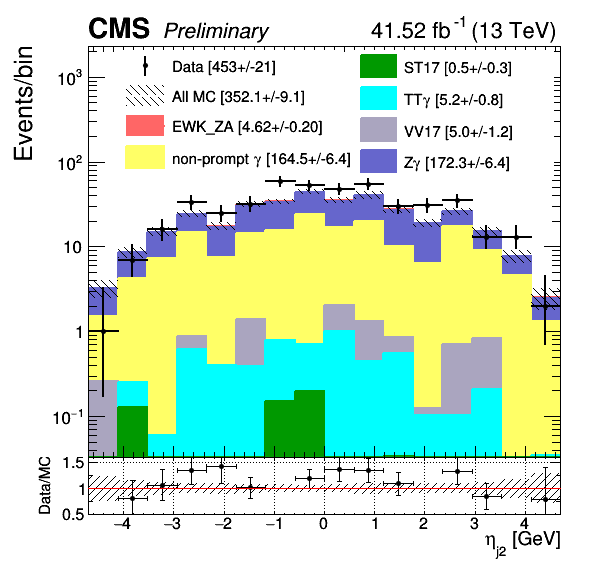 CMS Preliminary 41.52 fb⁻¹ (13 TeV)
Events/bin
10³
10²
10
1
10⁻¹
Data [453+/-21]
All MC [352.1+/-9.1]
EWK_ZA [4.62+/-0.20]
non-prompt γ [164.5+/-6.4]
ST17 [0.5+/-0.3]
TTγ [5.2+/-0.8]
VV17 [5.0+/-1.2]
Zγ [172.3+/-6.4]
Data/MC
1.5
1
0.5
−4 −3 −2 −1 0 1 2 3 4
η_j2 [GeV]